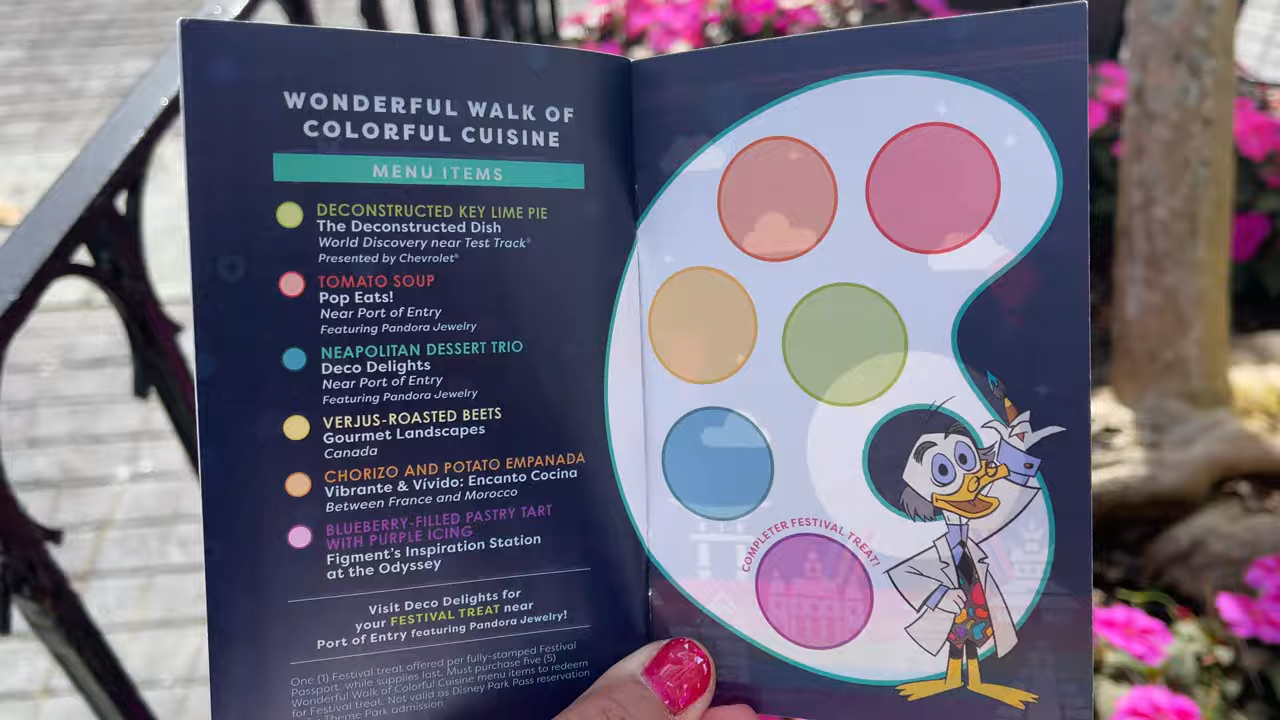 WONDERFUL WALK OF
COLORFUL CUISINE
MENU ITEMS
DECONSTRUCTED KEY LIME PIE
The Deconstructed Dish
World Discovery near Test Track®
Presented by Chevrolet®
TOMATO SOUP
Pop Eats!
Near Port of Entry
Featuring Pandora Jewelry
NEAPOLITAN DESSERT TRIO
Deco Delights
Near Port of Entry
Featuring Pandora Jewelry
VERJUS-ROASTED BEETS
Gourmet Landscapes
Canada
CHORIZO AND POTATO EMPANADA
Vibrante & Vívido: Encanto Cocina
Between France and Morocco
BLUEBERRY-FILLED PASTRY TART
WITH PURPLE ICING
Figment's Inspiration Station
at the Odyssey
Visit Deco Delights for
your FESTIVAL TREAT near
Port of Entry featuring Pandora Jewelry!
One (1) Festival treat offered per fully-stamped Festival
Passport, while supplies last. Must purchase five (5)
Wonderful Walk of Colorful Cuisine menu items to redeem
for Festival treat. Not valid as Disney Park Pass reservation
Theme Park admission.
COMPLETER FESTIVAL TREAT!